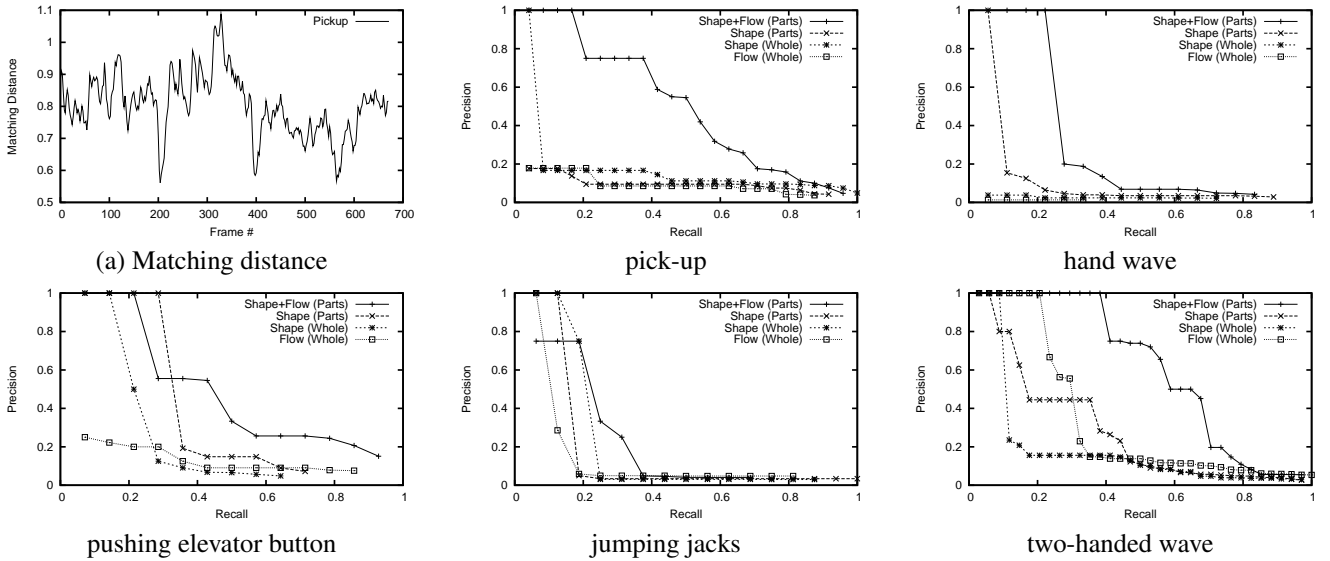 1.1
1
0.9
0.8
0.7
0.6
0.5
Matching Distance
Pickup
0 100 200 300 400 500 600 700
Frame #
(a) Matching distance
1
0.8
0.6
0.4
0.2
0
Precision
Shape+Flow (Parts)
Shape (Parts)
Shape (Whole)
Flow (Whole)
0 0.2 0.4 0.6 0.8 1
Recall
pick-up
1
0.8
0.6
0.4
0.2
0
Precision
Shape+Flow (Parts)
Shape (Parts)
Shape (Whole)
Flow (Whole)
0 0.2 0.4 0.6 0.8 1
Recall
hand wave
1
0.8
0.6
0.4
0.2
0
Precision
Shape+Flow (Parts)
Shape (Parts)
Shape (Whole)
Flow (Whole)
0 0.2 0.4 0.6 0.8 1
Recall
pushing elevator button
1
0.8
0.6
0.4
0.2
0
Precision
Shape+Flow (Parts)
Shape (Parts)
Shape (Whole)
Flow (Whole)
0 0.2 0.4 0.6 0.8 1
Recall
jumping jacks
1
0.8
0.6
0.4
0.2
0
Precision
Shape+Flow (Parts)
Shape (Parts)
Shape (Whole)
Flow (Whole)
0 0.2 0.4 0.6 0.8 1
Recall
two-handed wave